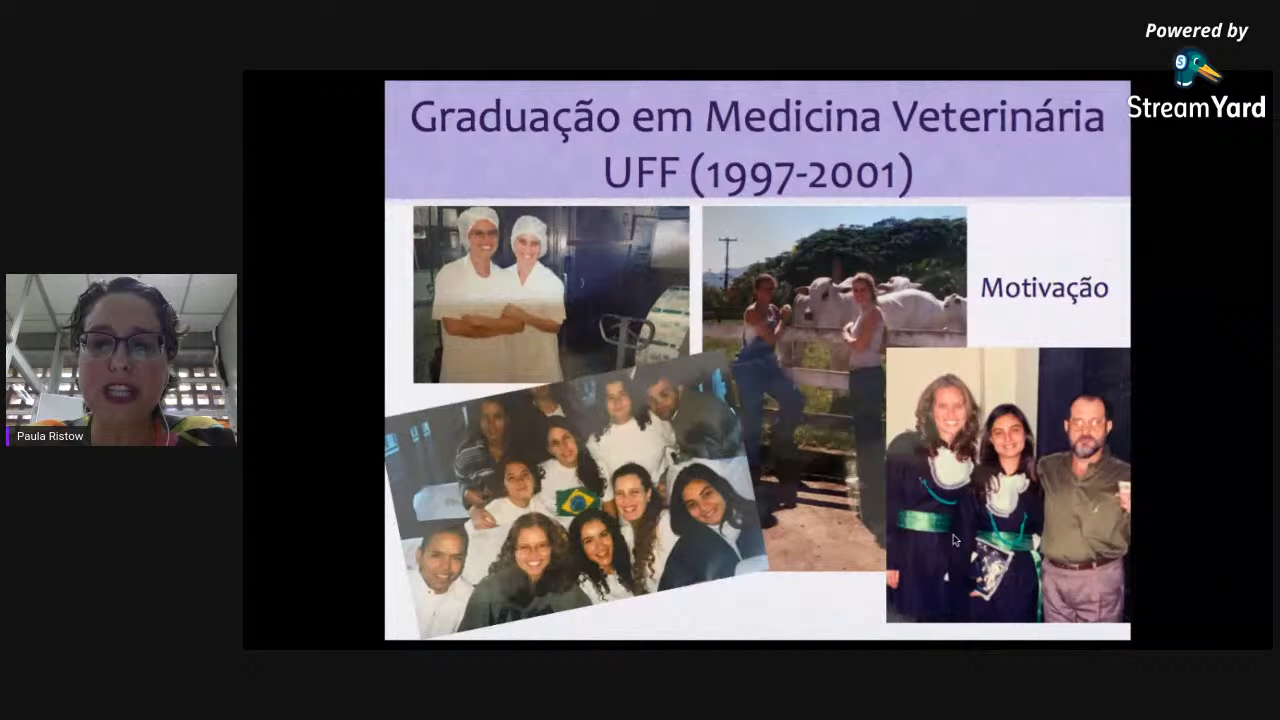 Powered by
StreamYard
Graduação em Medicina Veterinária
UFF (1997-2001)
Motivação
Paula Ristow